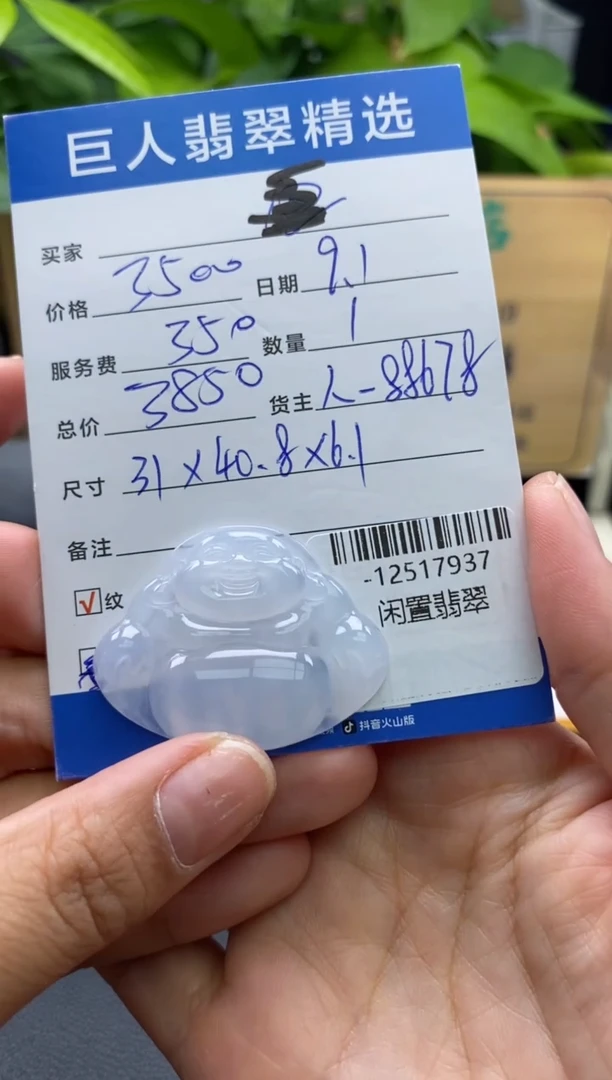 巨人翡翠精选
买家
价格 3500 日期 9.1
服务费 350 数量 1
总价 3850 货主 人-88678
尺寸 31×40.8×6.1
备注
-12517937
√ 纹 闲置翡翠
抖音火山版